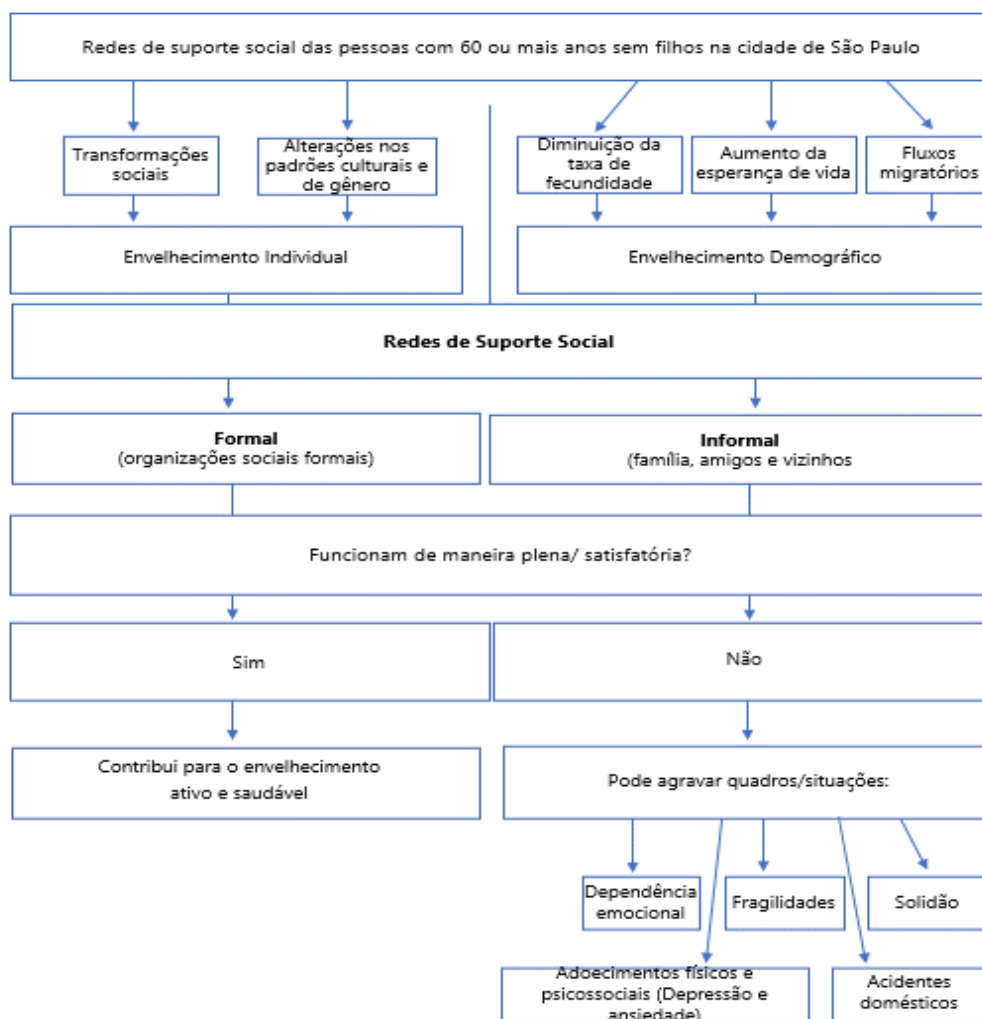 Redes de suporte social das pessoas com 60 ou mais anos sem filhos na cidade de São Paulo
Transformações
sociais
Alterações nos
padrões culturais e
de gênero
Diminuição da
taxa de
fecundidade
Aumento da
esperança de vida
Fluxos
migratórios
Envelhecimento Individual
Envelhecimento Demográfico
Redes de Suporte Social
Formal
(organizações sociais formais)
Informal
(família, amigos e vizinhos
Funcionam de maneira plena/ satisfatória?
Sim
Não
Contribui para o envelhecimento
ativo e saudável
Pode agravar quadros/situações:
Dependência
emocional
Fragilidades
Solidão
Adoecimentos físicos e
psicossociais (Depressão e
ansiedade)
Acidentes
domésticos